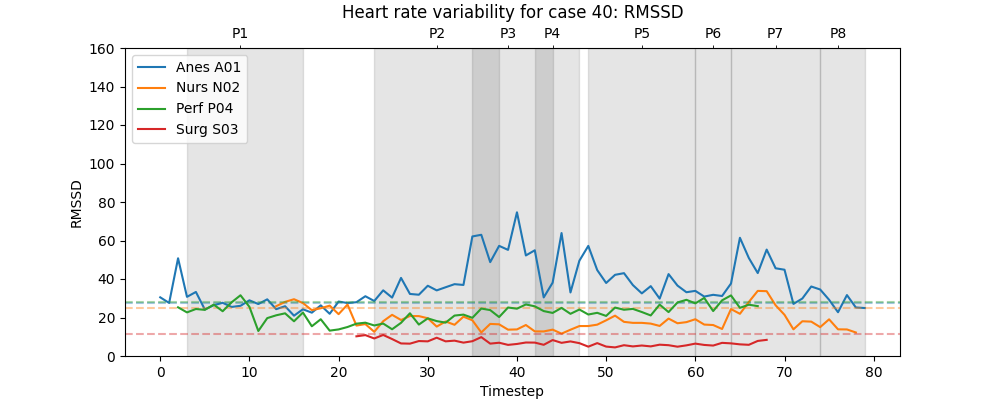 Heart rate variability for case 40: RMSSD
P1 P2 P3 P4 P5 P6 P7 P8
160
140
120
100
80
60
40
20
0
RMSSD
Anes A01
Nurs N02
Perf P04
Surg S03
0 10 20 30 40 50 60 70 80
Timestep